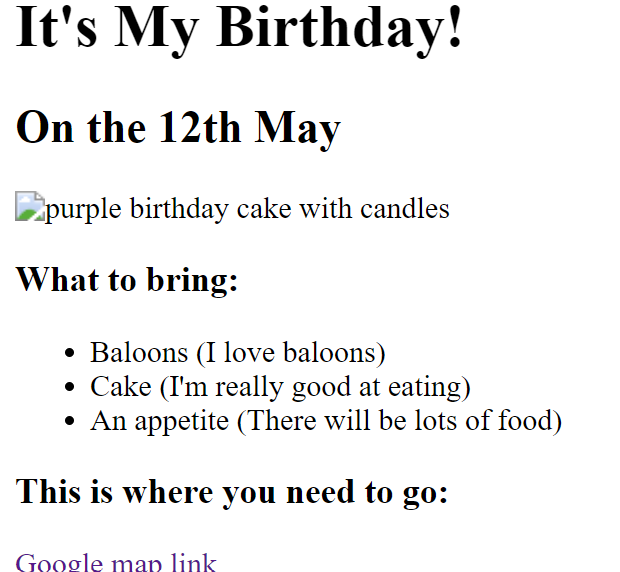 It's My Birthday!
On the 12th May
purple birthday cake with candles
What to bring:
Baloons (I love baloons)
Cake (I'm really good at eating)
An appetite (There will be lots of food)
This is where you need to go:
Google map link